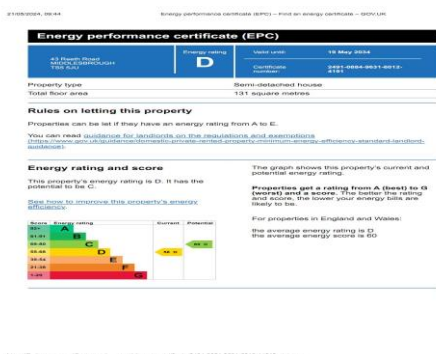 21/05/2024, 09:44 Energy performance certificate (EPC) – Find an energy certificate – GOV.UK
Energy performance certificate (EPC)
MIDDLESBROUGH
Energy rating
D
Valid until:
Certificate number:
Property type Semi-detached house
Total floor area 131 square metres
Rules on letting this property
Properties can be let if they have an energy rating from A to E.
You can read guidance for landlords on the regulations and exemptions
(https://www.gov.uk/guidance/domestic-private-rented-property-minimum-energy-efficiency-standard-landlord-
guidance).
Energy rating and score
This property's energy rating is D. It has the
potential to be C.
See how to improve this property's energy
efficiency.
The graph shows this property's current and
potential energy rating.
Properties get a rating from A (best) to G
(worst) and a score. The better the rating
and score, the lower your energy bills are
likely to be.
For properties in England and Wales:
the average energy rating is D
the average energy score is 60
Score Energy rating Current Potential
92+ A
81-91 B
69-80 C
55-68 D
39-54 E
21-38 F
1-20 G